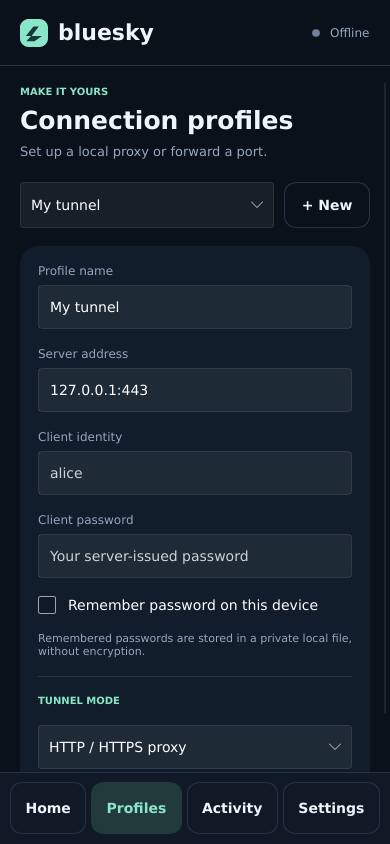 bluesky
Offline
MAKE IT YOURS
Connection profiles
Set up a local proxy or forward a port.
My tunnel
+ New
Profile name
My tunnel
Server address
127.0.0.1:443
Client identity
alice
Client password
Your server-issued password
Remember password on this device
Remembered passwords are stored in a private local file,
without encryption.
TUNNEL MODE
HTTP / HTTPS proxy
Home
Profiles
Activity
Settings